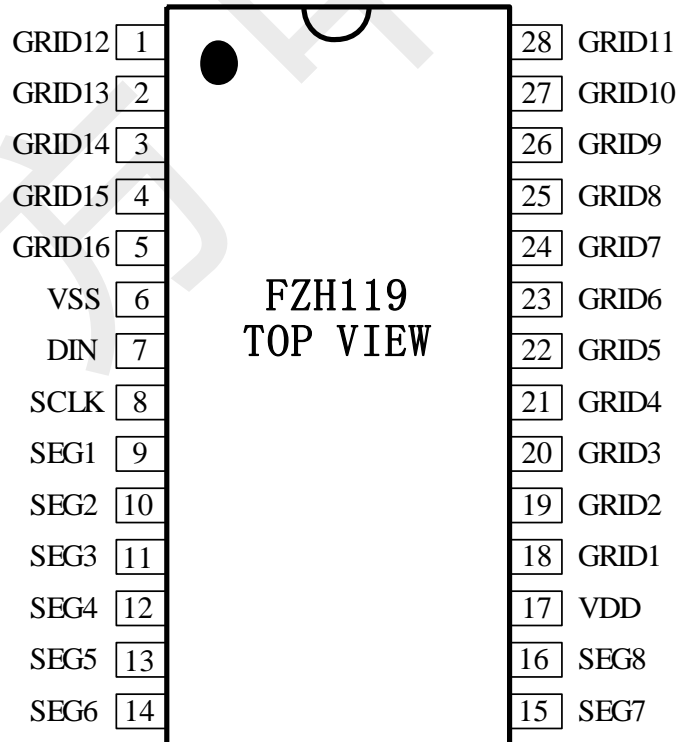 GRID12 1 28 GRID11
GRID13 2 27 GRID10
GRID14 3 26 GRID9
GRID15 4 25 GRID8
GRID16 5 24 GRID7
VSS 6 FZH119 23 GRID6
DIN 7 TOP VIEW 22 GRID5
SCLK 8 21 GRID4
SEG1 9 20 GRID3
SEG2 10 19 GRID2
SEG3 11 18 GRID1
SEG4 12 17 VDD
SEG5 13 16 SEG8
SEG6 14 15 SEG7